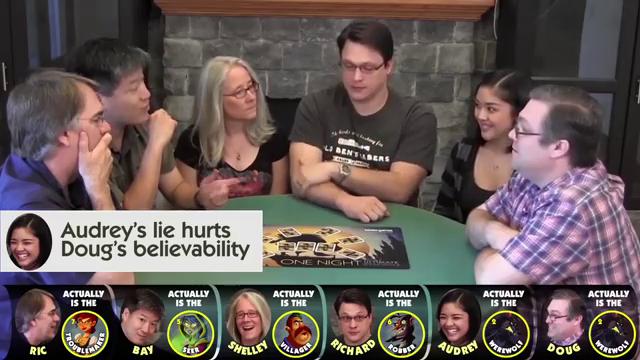 Audrey's lie hurts
Doug's believability
ONE NIGHT
ULTIMATE
ACTUALLY IS THE
TROUBLEMAKER
RIC
ACTUALLY IS THE
SEER
BAY
ACTUALLY IS THE
VILLAGER
SHELLEY
ACTUALLY IS THE
ROBBER
RICHARD
ACTUALLY IS THE
WEREWOLF
AUDREY
ACTUALLY IS THE
WEREWOLF
DOUG